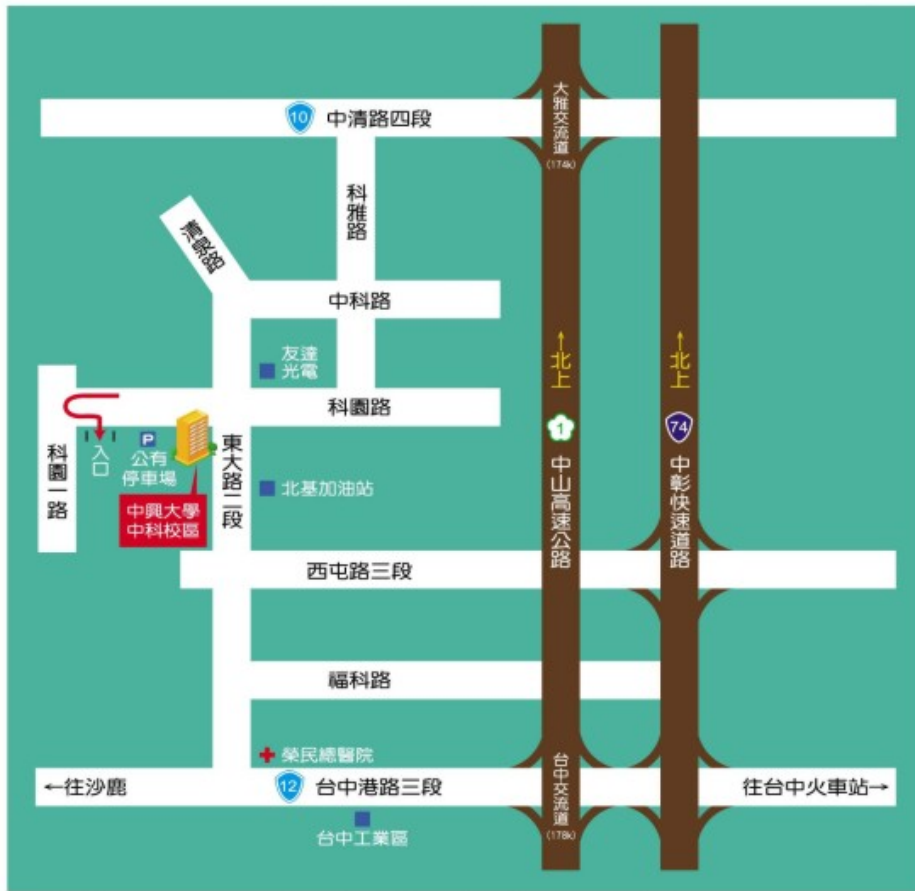 10 中清路四段
大雅交流道
(174k)
科雅路
清泉路
中科路
友達
光電
←北上
←北上
科園路
1
中山高速公路
74
中彰快速道路
科園一路
入口
P
公有
停車場
東大路二段
北基加油站
中興大學
中科校區
西屯路三段
福科路
榮民總醫院
←往沙鹿
12 台中港路三段
台中交流道
(178k)
往台中火車站→
台中工業區